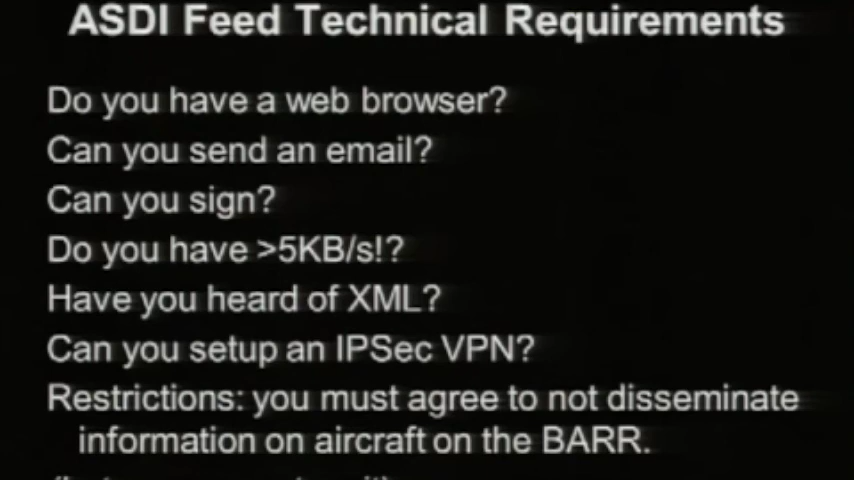 ASDI Feed Technical Requirements
Do you have a web browser?
Can you send an email?
Can you sign?
Do you have >5KB/s!?
Have you heard of XML?
Can you setup an IPSec VPN?
Restrictions: you must agree to not disseminate
information on aircraft on the BARR.